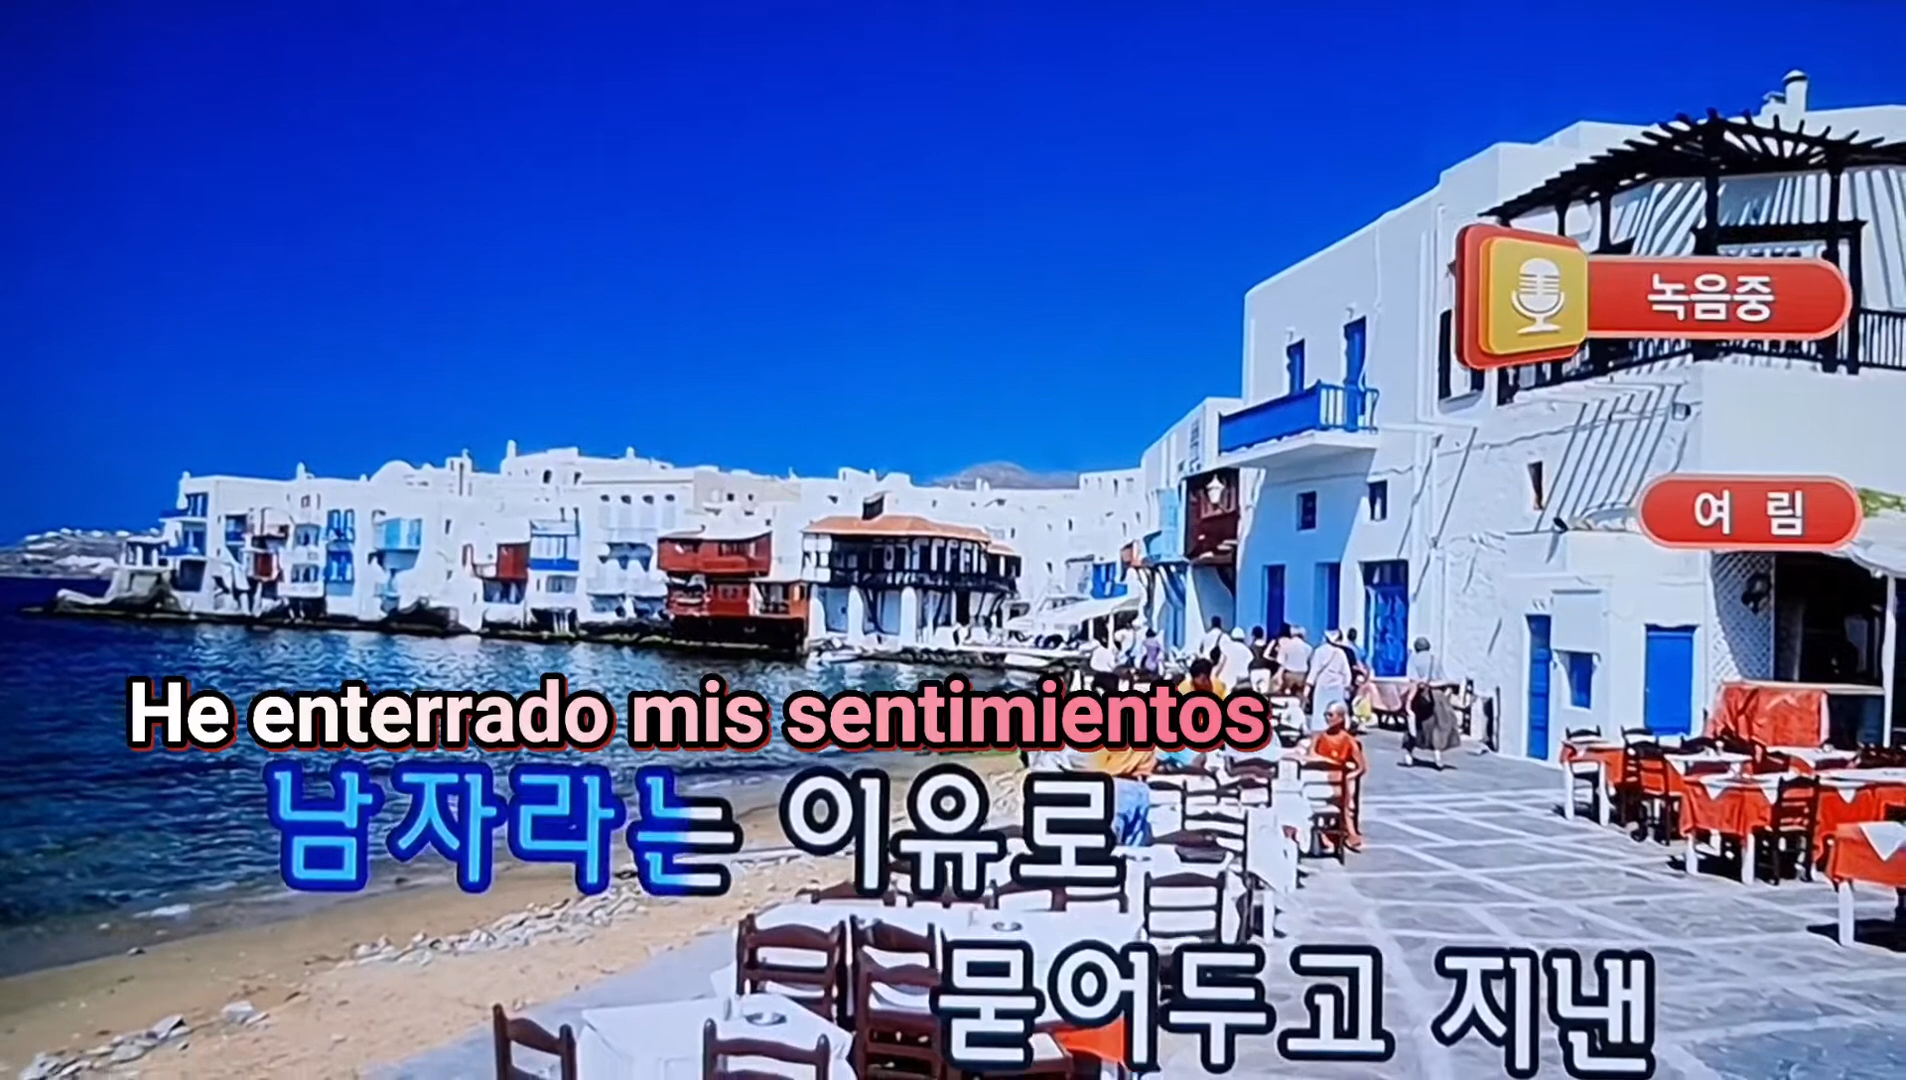 녹음중
여 림
He enterrado mis sentimientos
남자라는 이유로
묻어두고 지낸